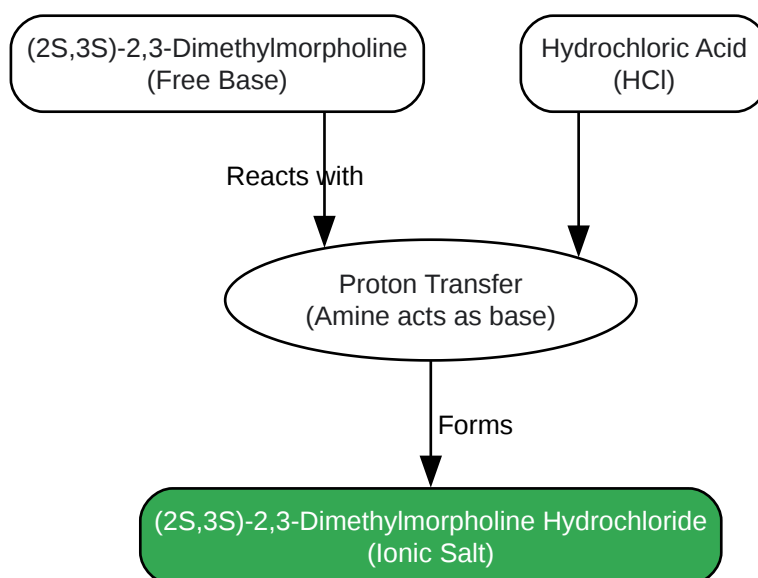 (2S,3S)-2,3-Dimethylmorpholine
(Free Base)
Hydrochloric Acid
(HCl)
Reacts with
Proton Transfer
(Amine acts as base)
Forms
(2S,3S)-2,3-Dimethylmorpholine Hydrochloride
(Ionic Salt)